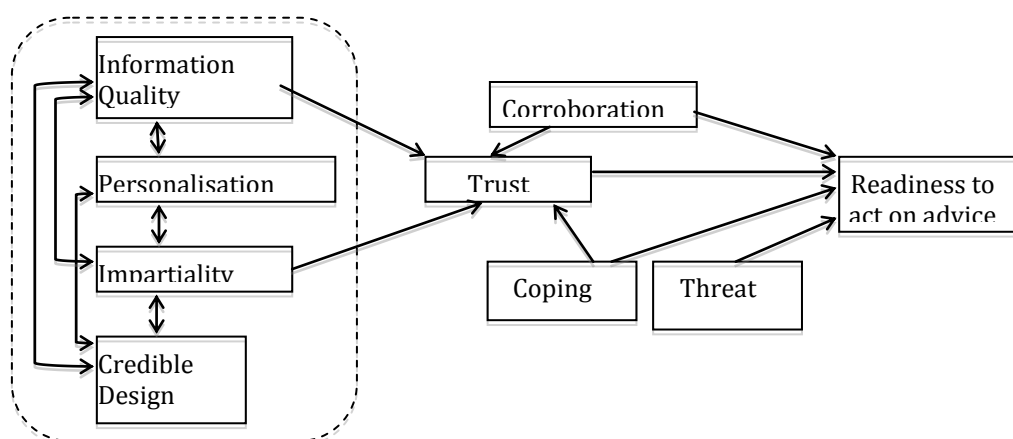 Information
Quality
Personalisation
Impartiality
Credible
Design
Corroboration
Trust
Coping
Threat
Readiness to
act on advice